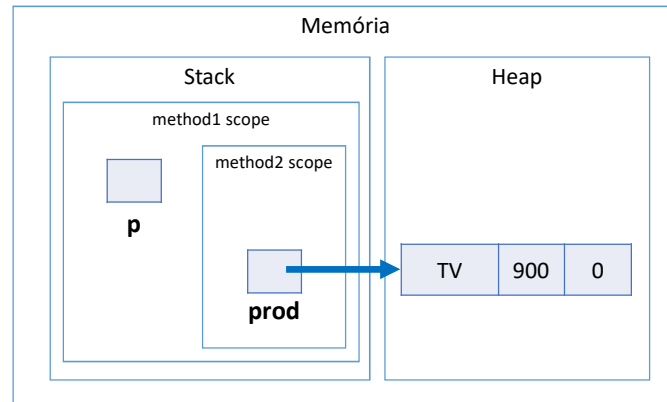 Memória
Stack
Heap
method1 scope
method2 scope
p
prod
TV 900 0